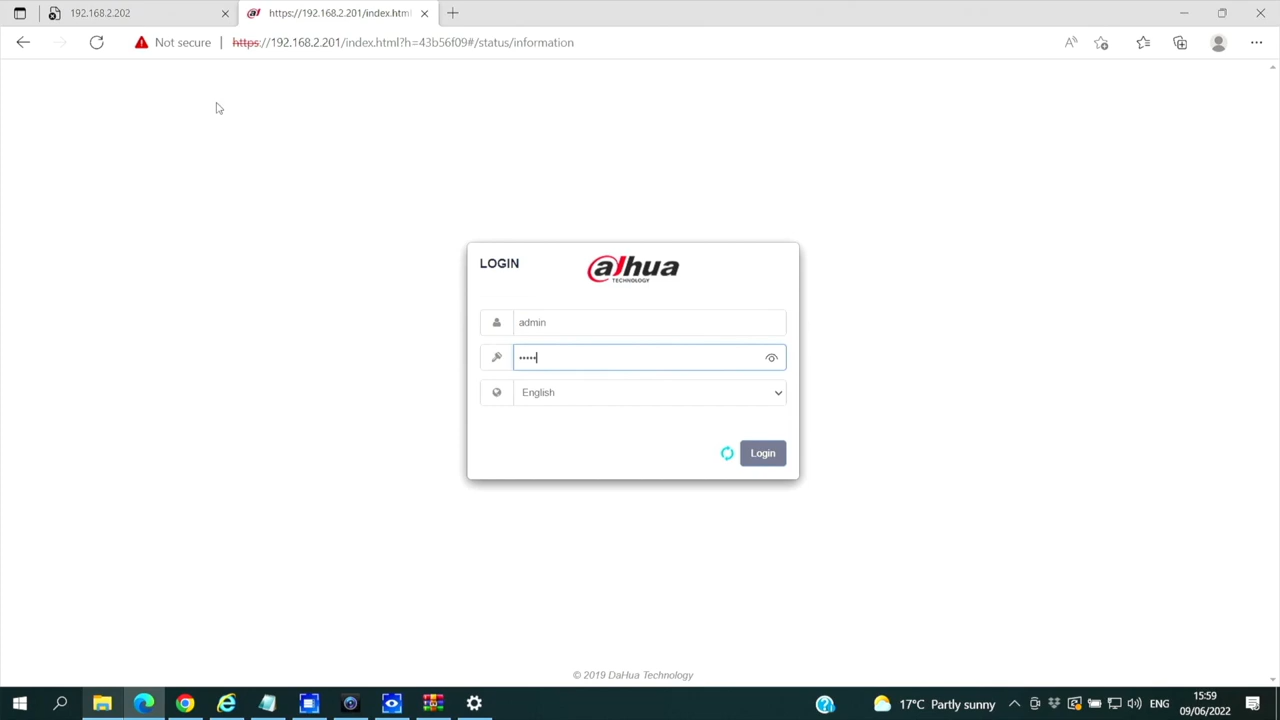 192.168.2.202
https://192.168.2.201/index.html
Not secure | https://192.168.2.201/index.html?h=43b56f09#/status/information
LOGIN
alhua
TECHNOLOGY
admin
•••••
English
Login
© 2019 DaHua Technology
17°C Partly sunny
ENG
15:59
09/06/2022